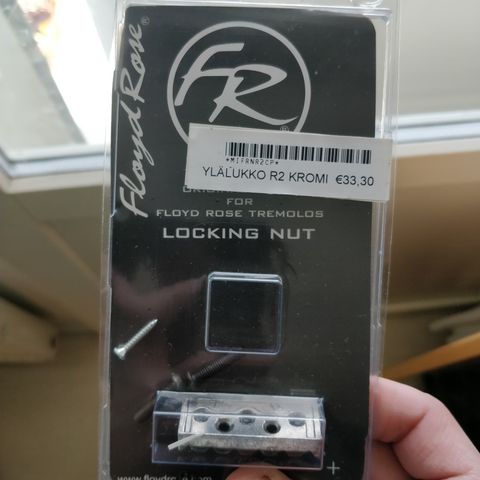 Floyd Rose®
FR
®
*MIFRNR2CP*
YLÄLUKKO R2 KROMI €33,30
FOR
FLOYD ROSE TREMOLOS
LOCKING NUT